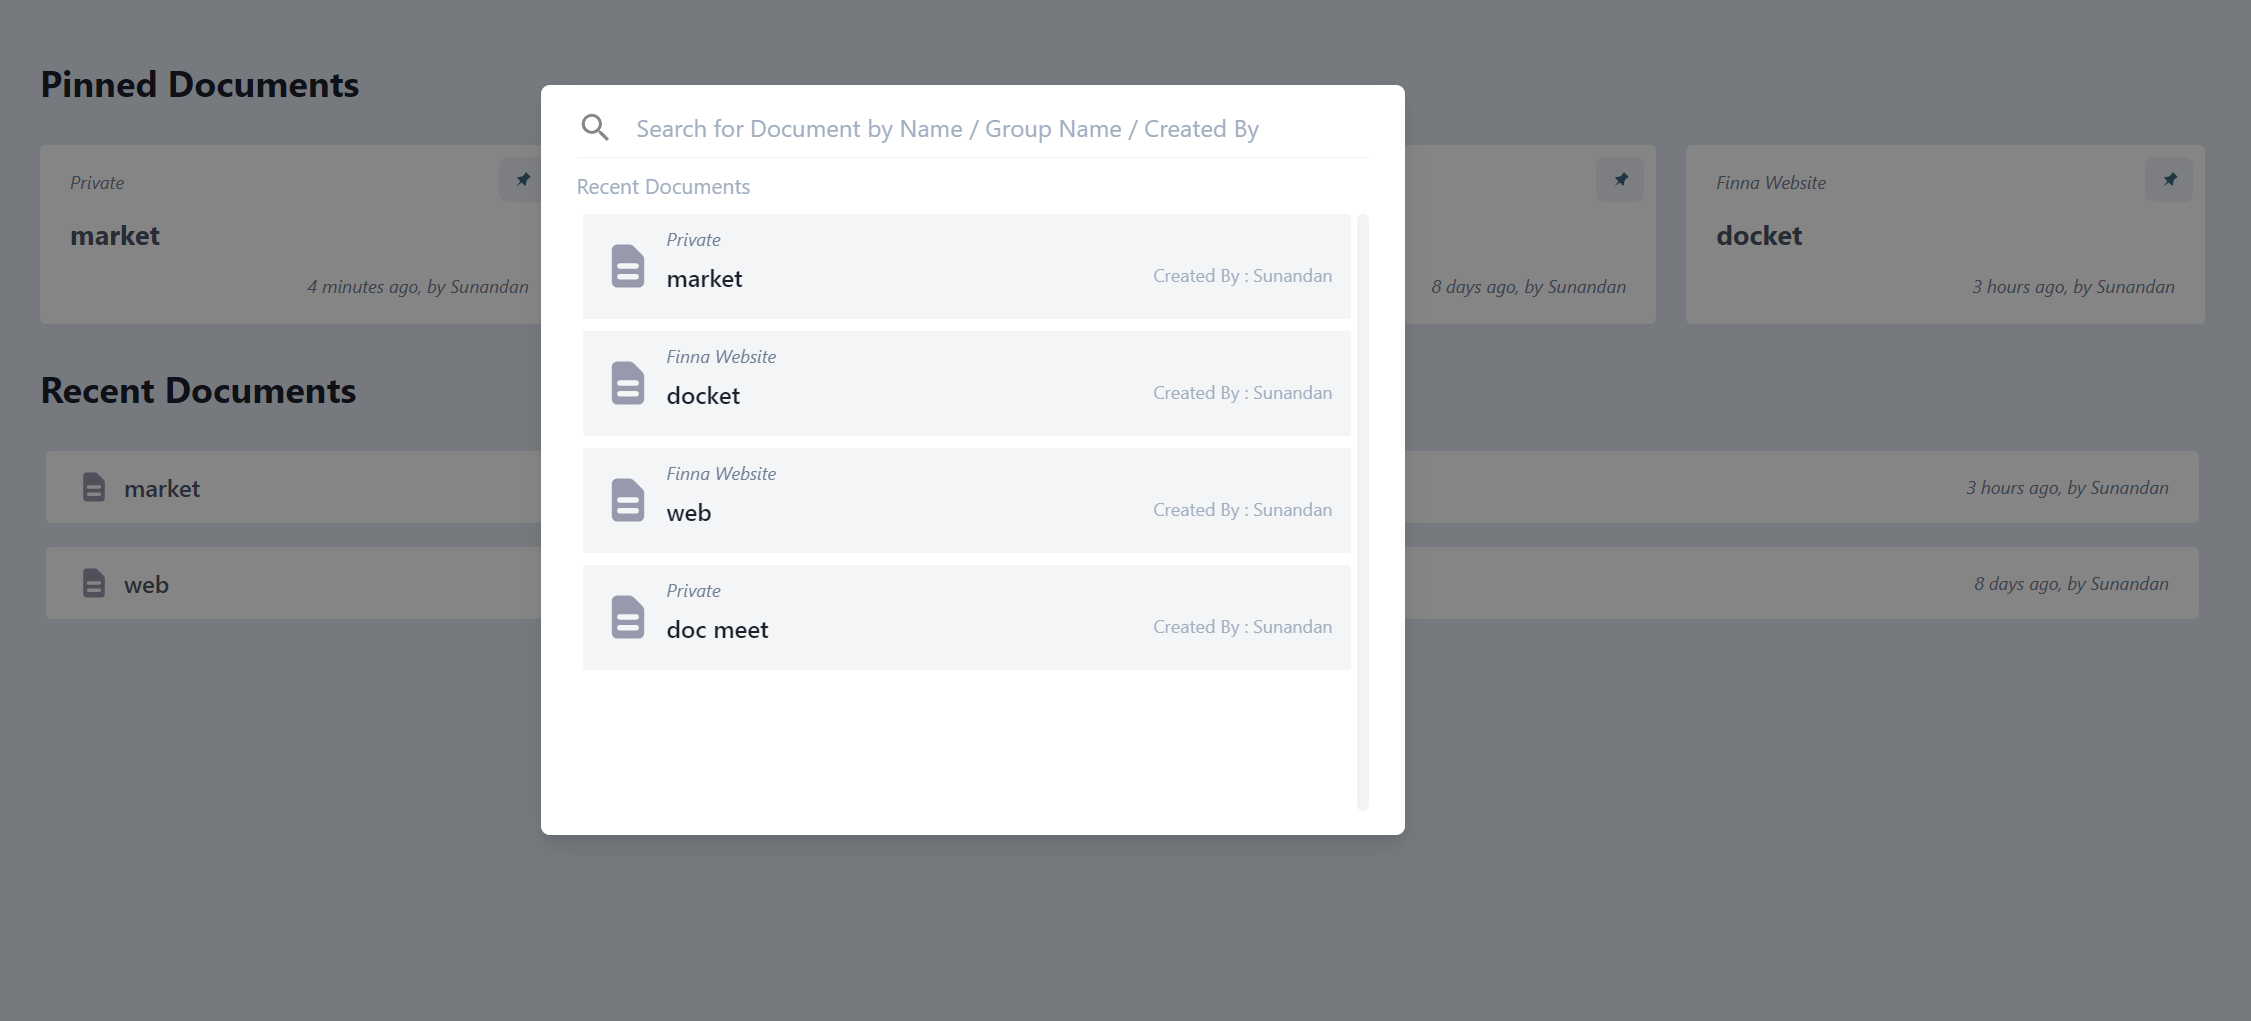 Pinned Documents
Private
market
4 minutes ago, by Sunandan
8 days ago, by Sunandan
Finna Website
docket
3 hours ago, by Sunandan
Recent Documents
market
3 hours ago, by Sunandan
web
8 days ago, by Sunandan
Search for Document by Name / Group Name / Created By
Recent Documents
Private
market
Created By : Sunandan
Finna Website
docket
Created By : Sunandan
Finna Website
web
Created By : Sunandan
Private
doc meet
Created By : Sunandan